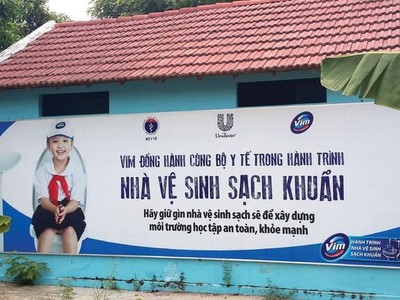 Vim
BỘ Y TẾ
Unilever
Vim
VIM ĐỒNG HÀNH CÙNG BỘ Y TẾ TRONG HÀNH TRÌNH
NHÀ VỆ SINH SẠCH KHUẨN
Hãy giữ gìn nhà vệ sinh sạch sẽ để xây dựng
môi trường học tập an toàn, khỏe mạnh
Vim
HÀNH TRÌNH
NHÀ VỆ SINH
SẠCH KHUẨN